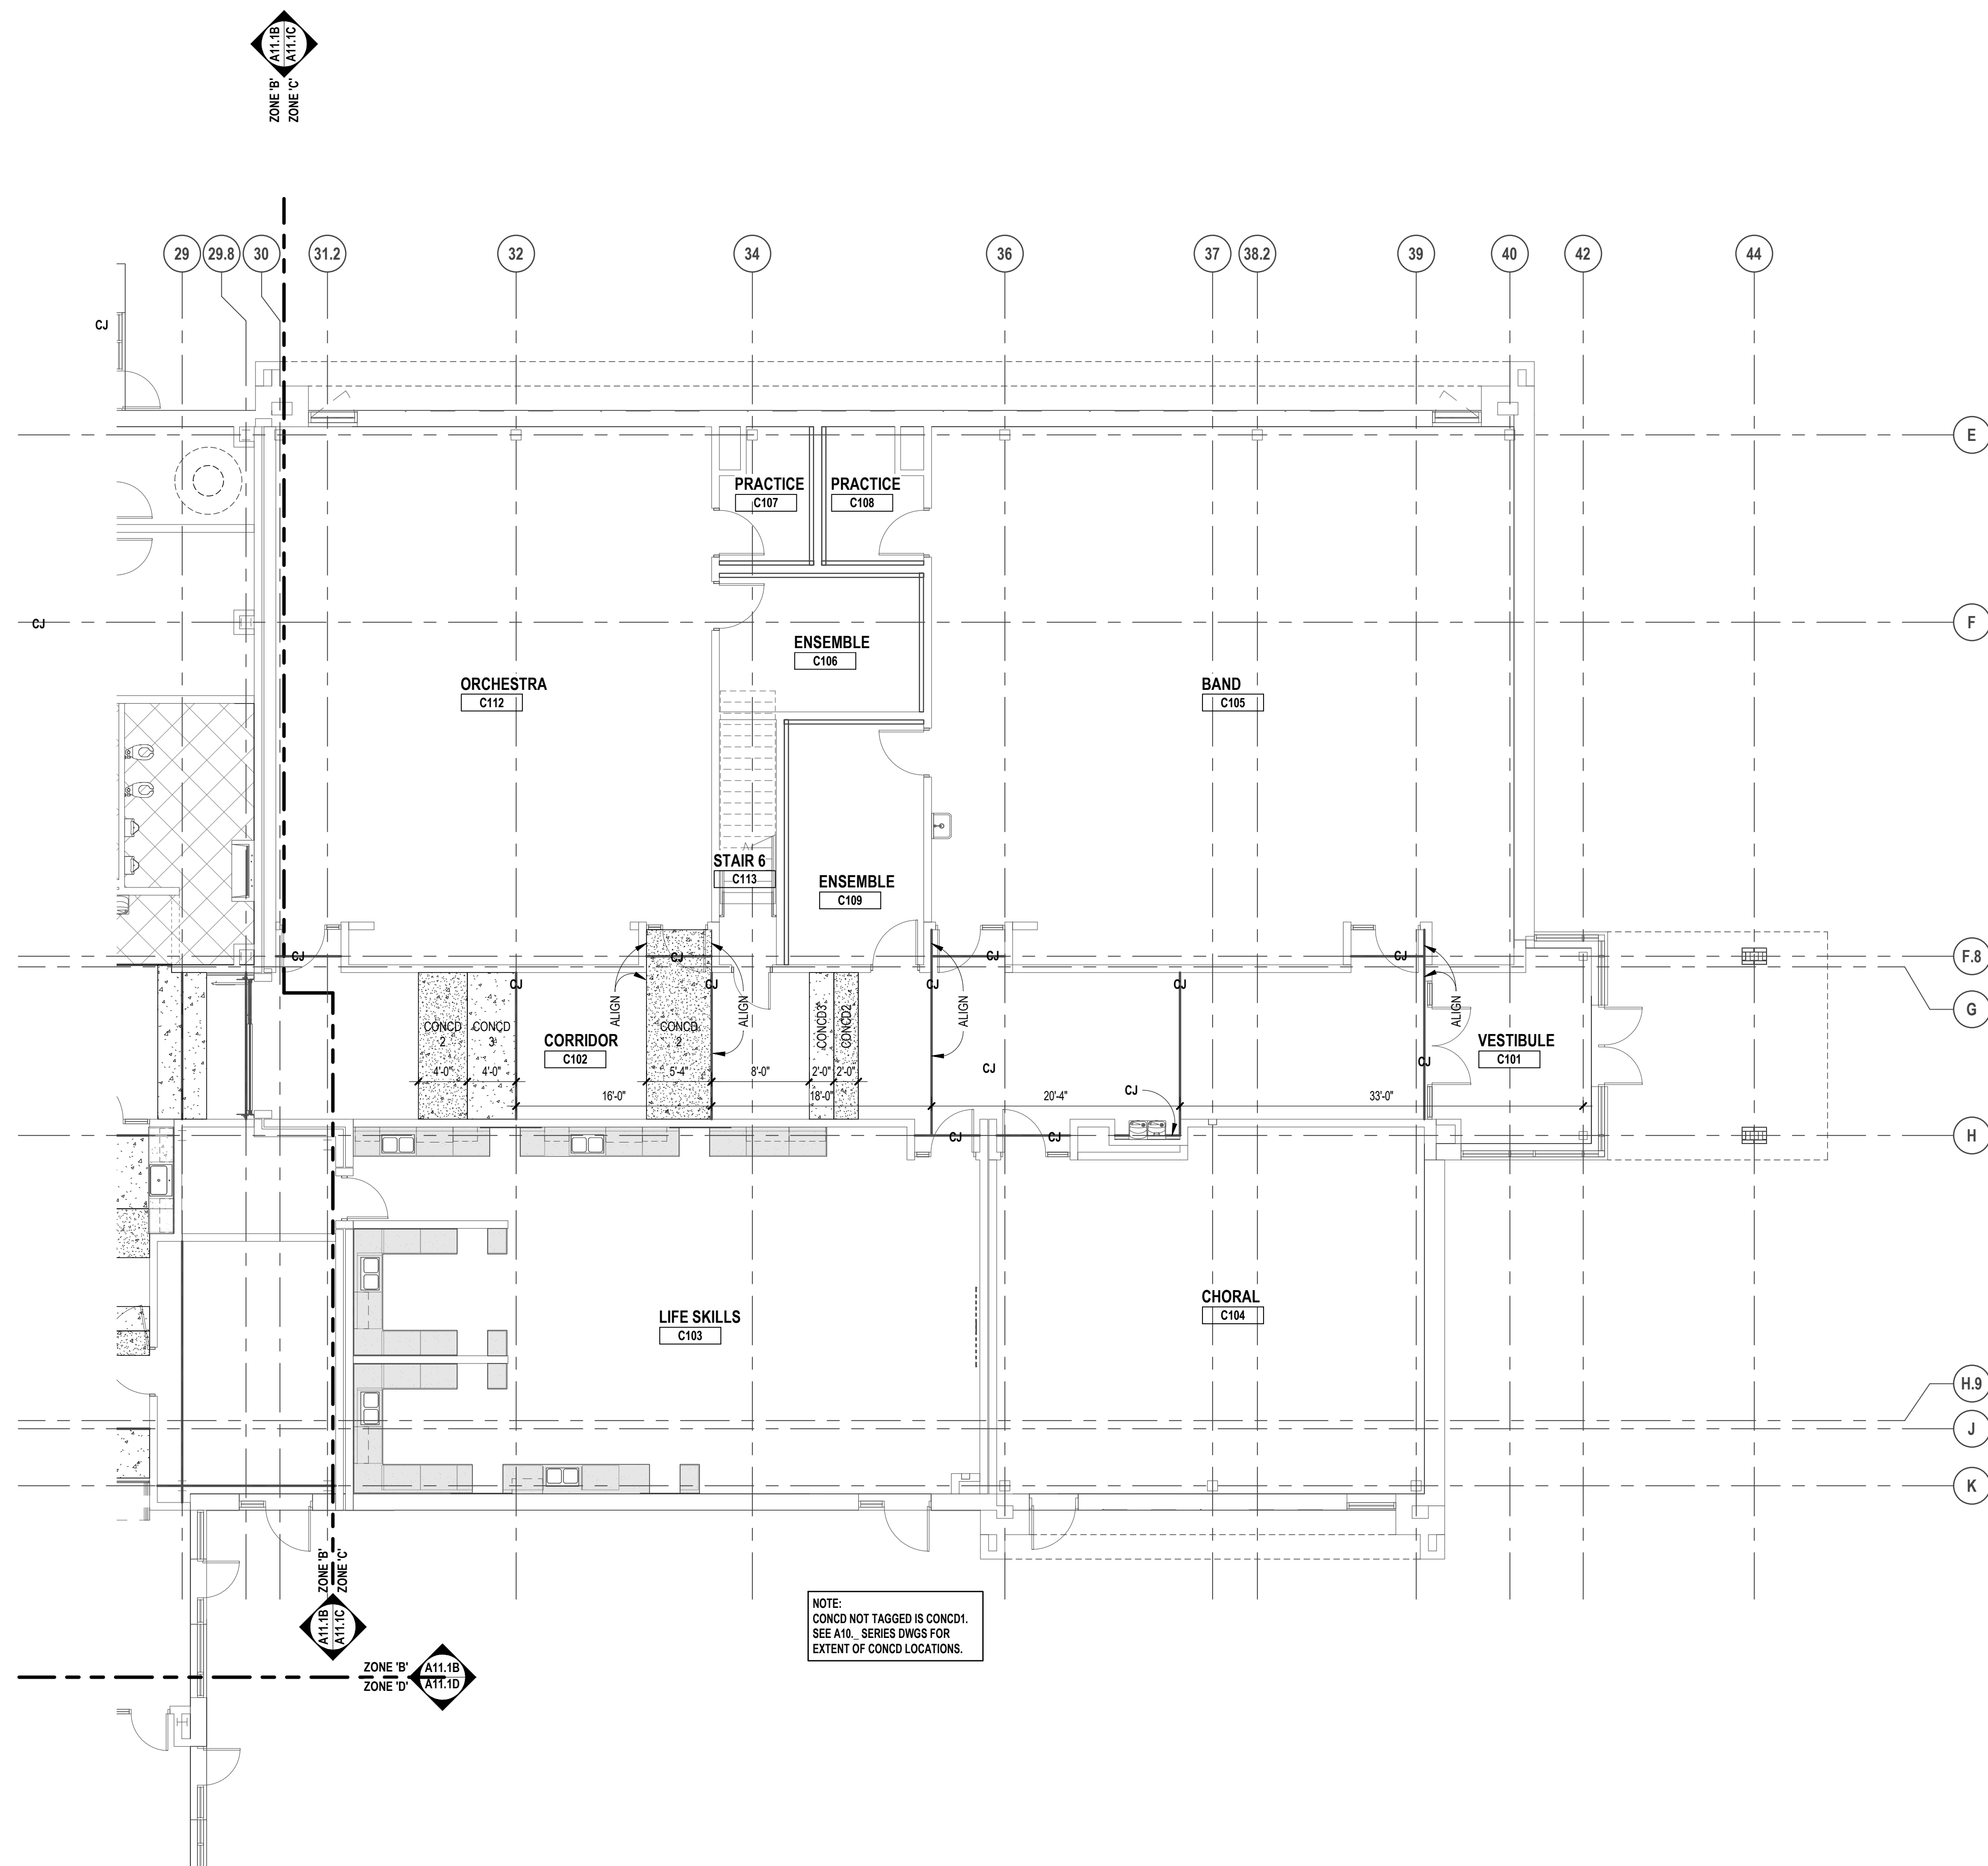 A11.1B
A11.1C
ZONE 'B'
ZONE 'C'
29
29.8
30
31.2
32
34
36
37
38.2
39
40
42
44
CJ
E
PRACTICE
C107
PRACTICE
C108
CJ
F
ENSEMBLE
C106
ORCHESTRA
C112
BAND
C105
STAIR 6
C113
ENSEMBLE
C109
CJ
CJ
CJ
CJ
F.8
CJ
CJ
CJ
CJ
G
ALIGN
ALIGN
ALIGN
ALIGN
CONCD
2
CONCD
3
CONCD
2
CONCD3
CONCD2
CORRIDOR
C102
VESTIBULE
C101
CJ
CJ
4'-0"
4'-0"
5'-4"
8'-0"
2'-0"
2'-0"
CJ
16'-0"
18'-0"
20'-4"
33'-0"
CJ
CJ
H
CHORAL
C104
LIFE SKILLS
C103
H.9
J
K
ZONE 'B'
ZONE 'C'
A11.1B
A11.1C
NOTE:
CONCD NOT TAGGED IS CONCD1.
SEE A10._ SERIES DWGS FOR
EXTENT OF CONCD LOCATIONS.
ZONE 'B'
ZONE 'D'
A11.1B
A11.1D